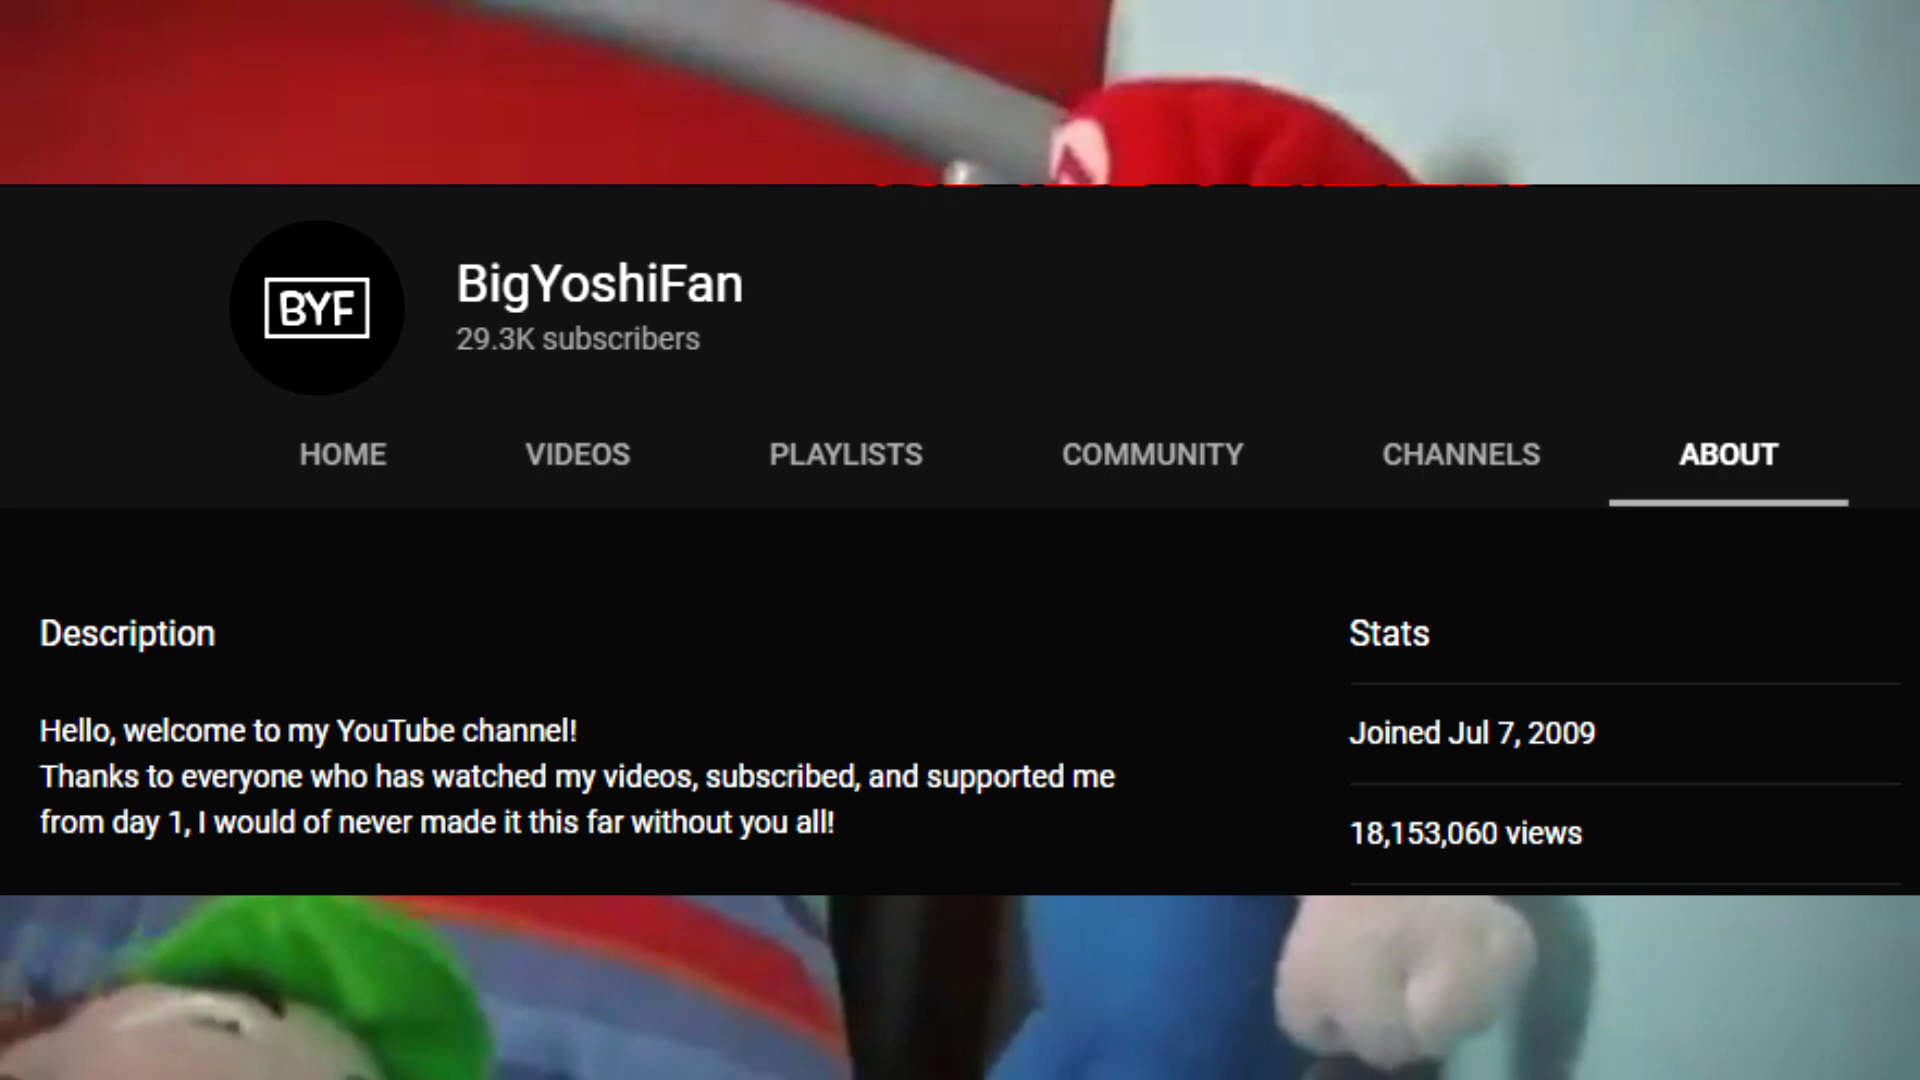 BYF
BigYoshiFan
29.3K subscribers
HOME VIDEOS PLAYLISTS COMMUNITY CHANNELS ABOUT
Description
Hello, welcome to my YouTube channel!
Thanks to everyone who has watched my videos, subscribed, and supported me
from day 1, I would of never made it this far without you all!
Stats
Joined Jul 7, 2009
18,153,060 views